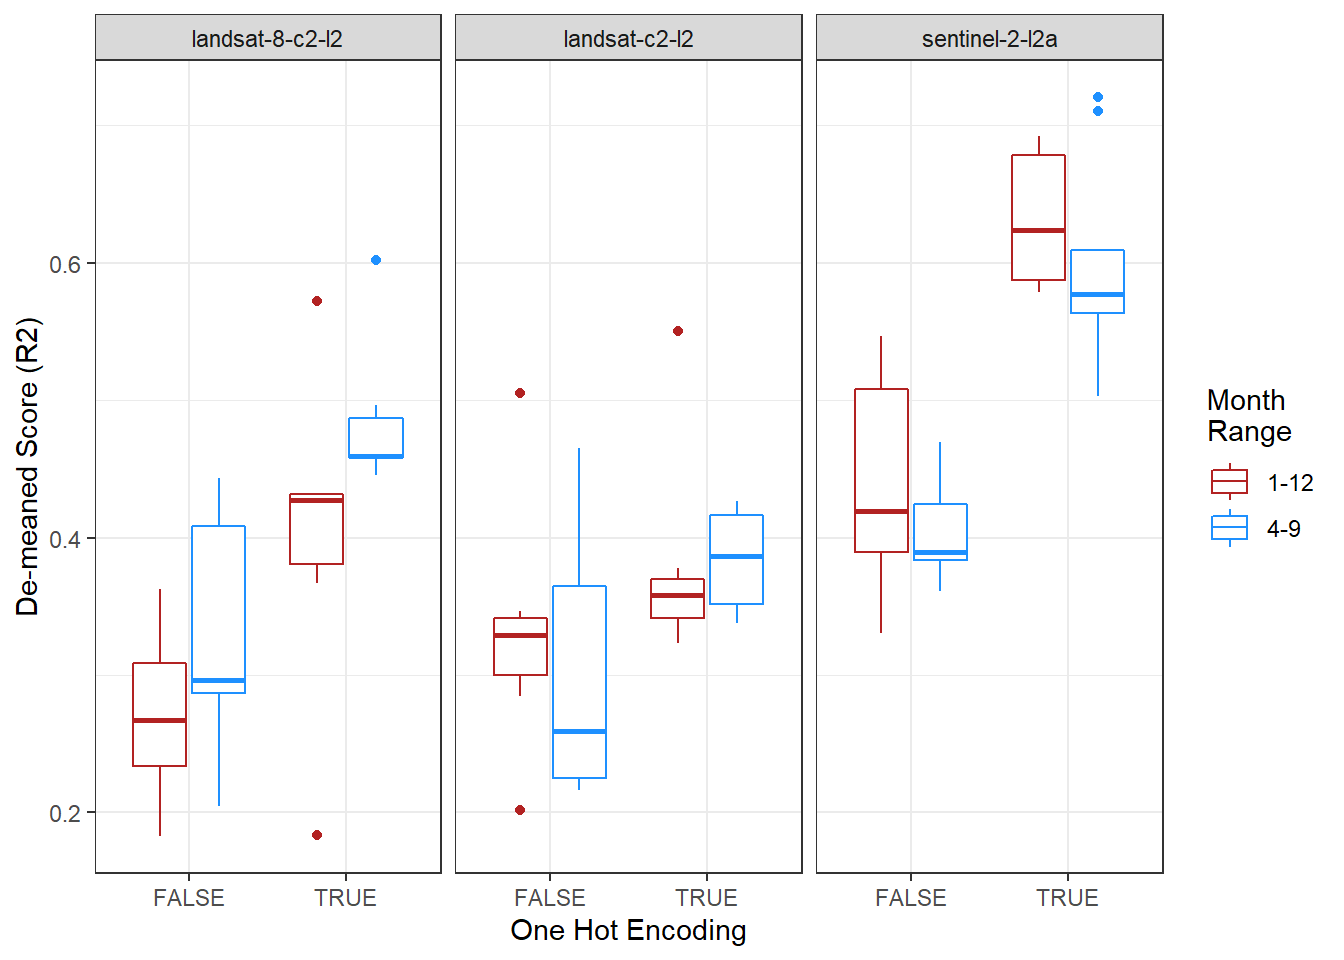 landsat-8-c2-l2
landsat-c2-l2
sentinel-2-l2a
De-meaned Score (R2)
0.6
0.4
0.2
FALSE
TRUE
FALSE
TRUE
FALSE
TRUE
One Hot Encoding
Month
Range
1-12
4-9